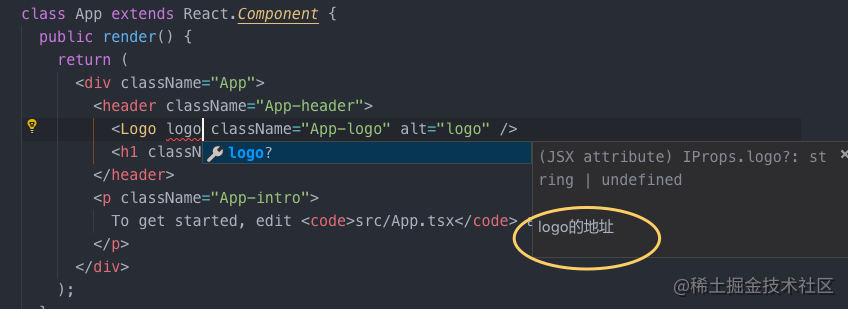 class App extends React.Component {
public render() {
return (
<div className="App">
<header className="App-header">
<Logo logo className="App-logo" alt="logo" />
<h1 classN
logo?
(JSX attribute) IProps.logo?: st
ring | undefined
logo的地址
</header>
<p className="App-intro">
To get started, edit <code>src/App.tsx</code>
</p>
</div>
);
}
@稀土掘金技术社区